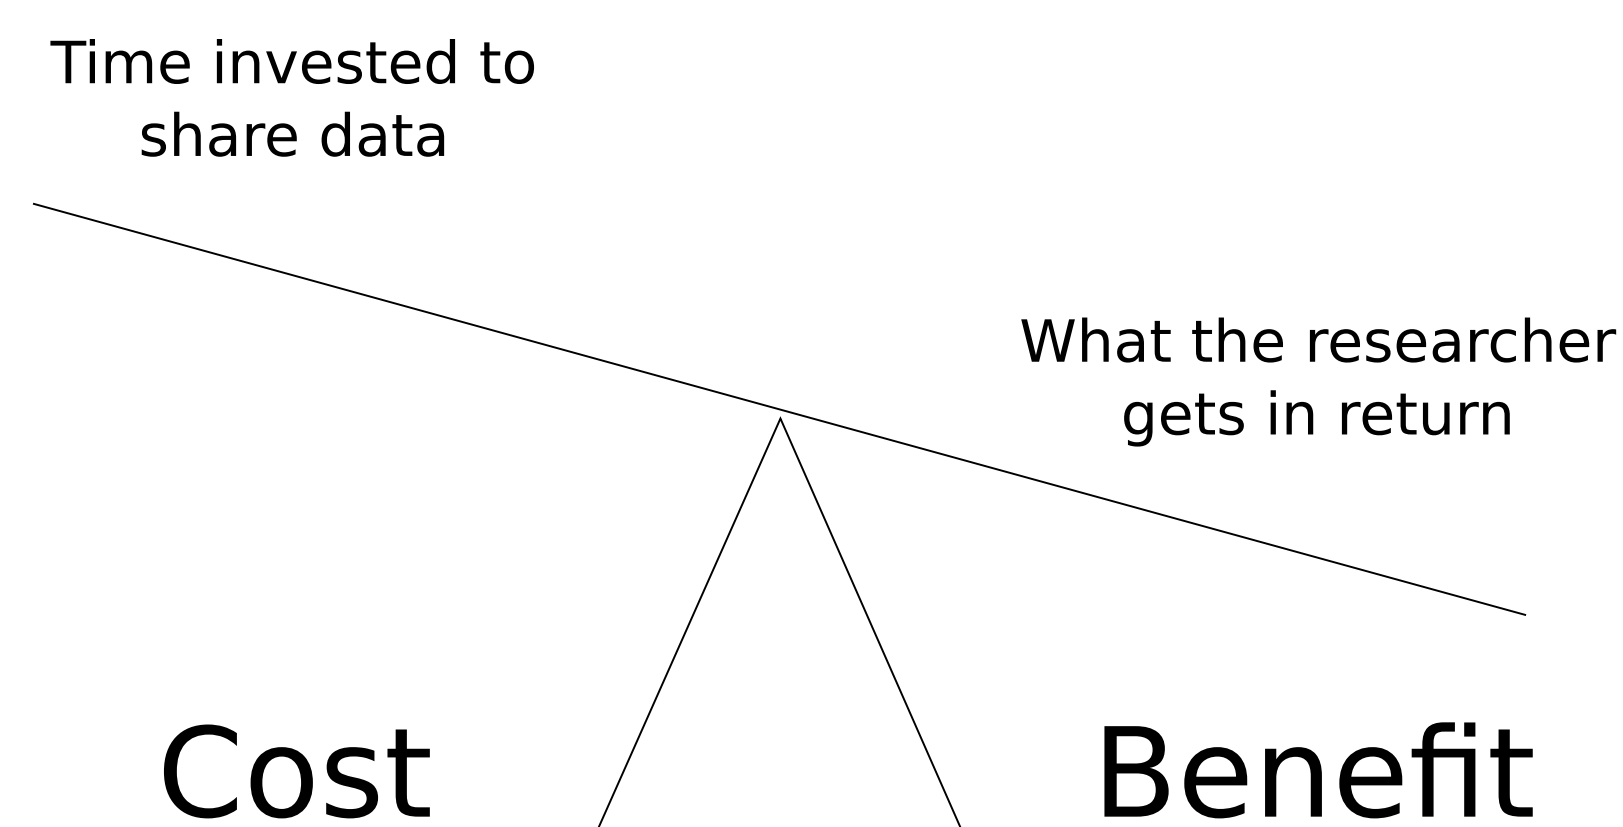 Time invested to
share data
What the researcher
gets in return
Cost
Benefit